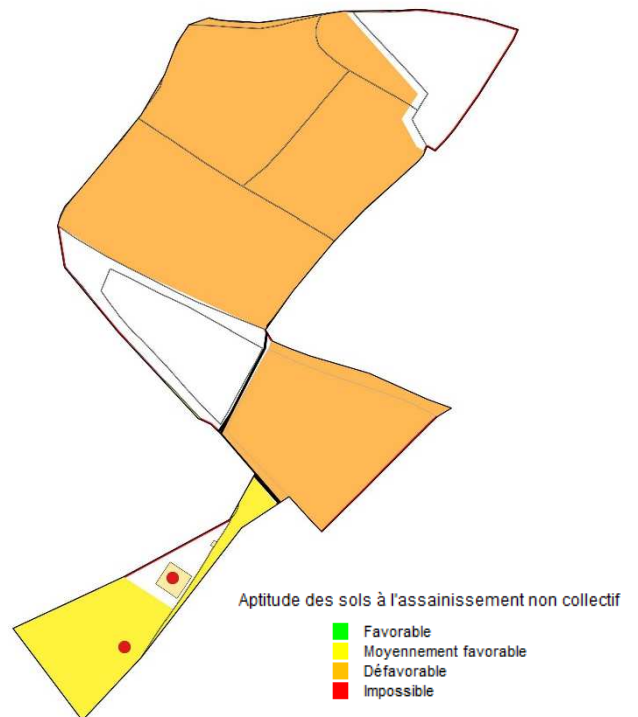 Aptitude des sols à l'assainissement non collectif
Favorable
Moyennement favorable
Défavorable
Impossible